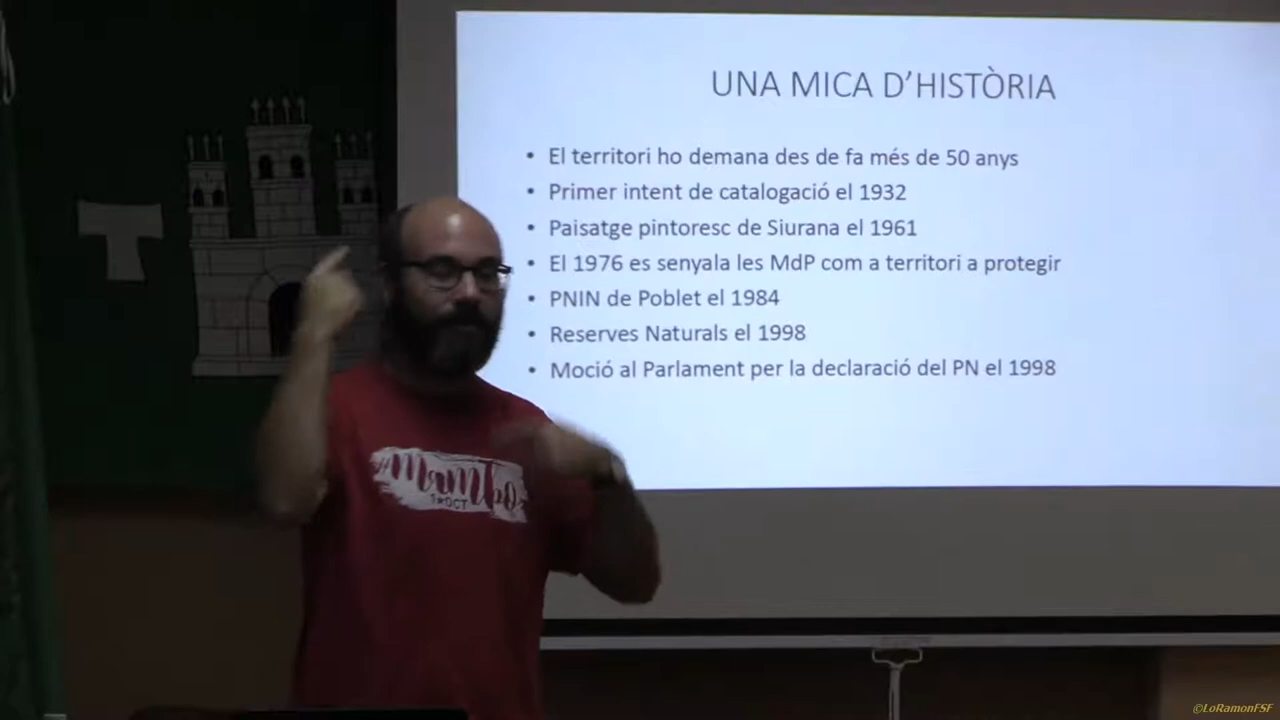 UNA MICA D'HISTÒRIA
• El territori ho demana des de fa més de 50 anys
• Primer intent de catalogació el 1932
• Paisatge pintoresc de Siurana el 1961
• El 1976 es senyala les MdP com a territori a protegir
• PNIN de Poblet el 1984
• Reserves Naturals el 1998
• Moció al Parlament per la declaració del PN el 1998
#MamBo
1 OCT
©LoRamonFSF